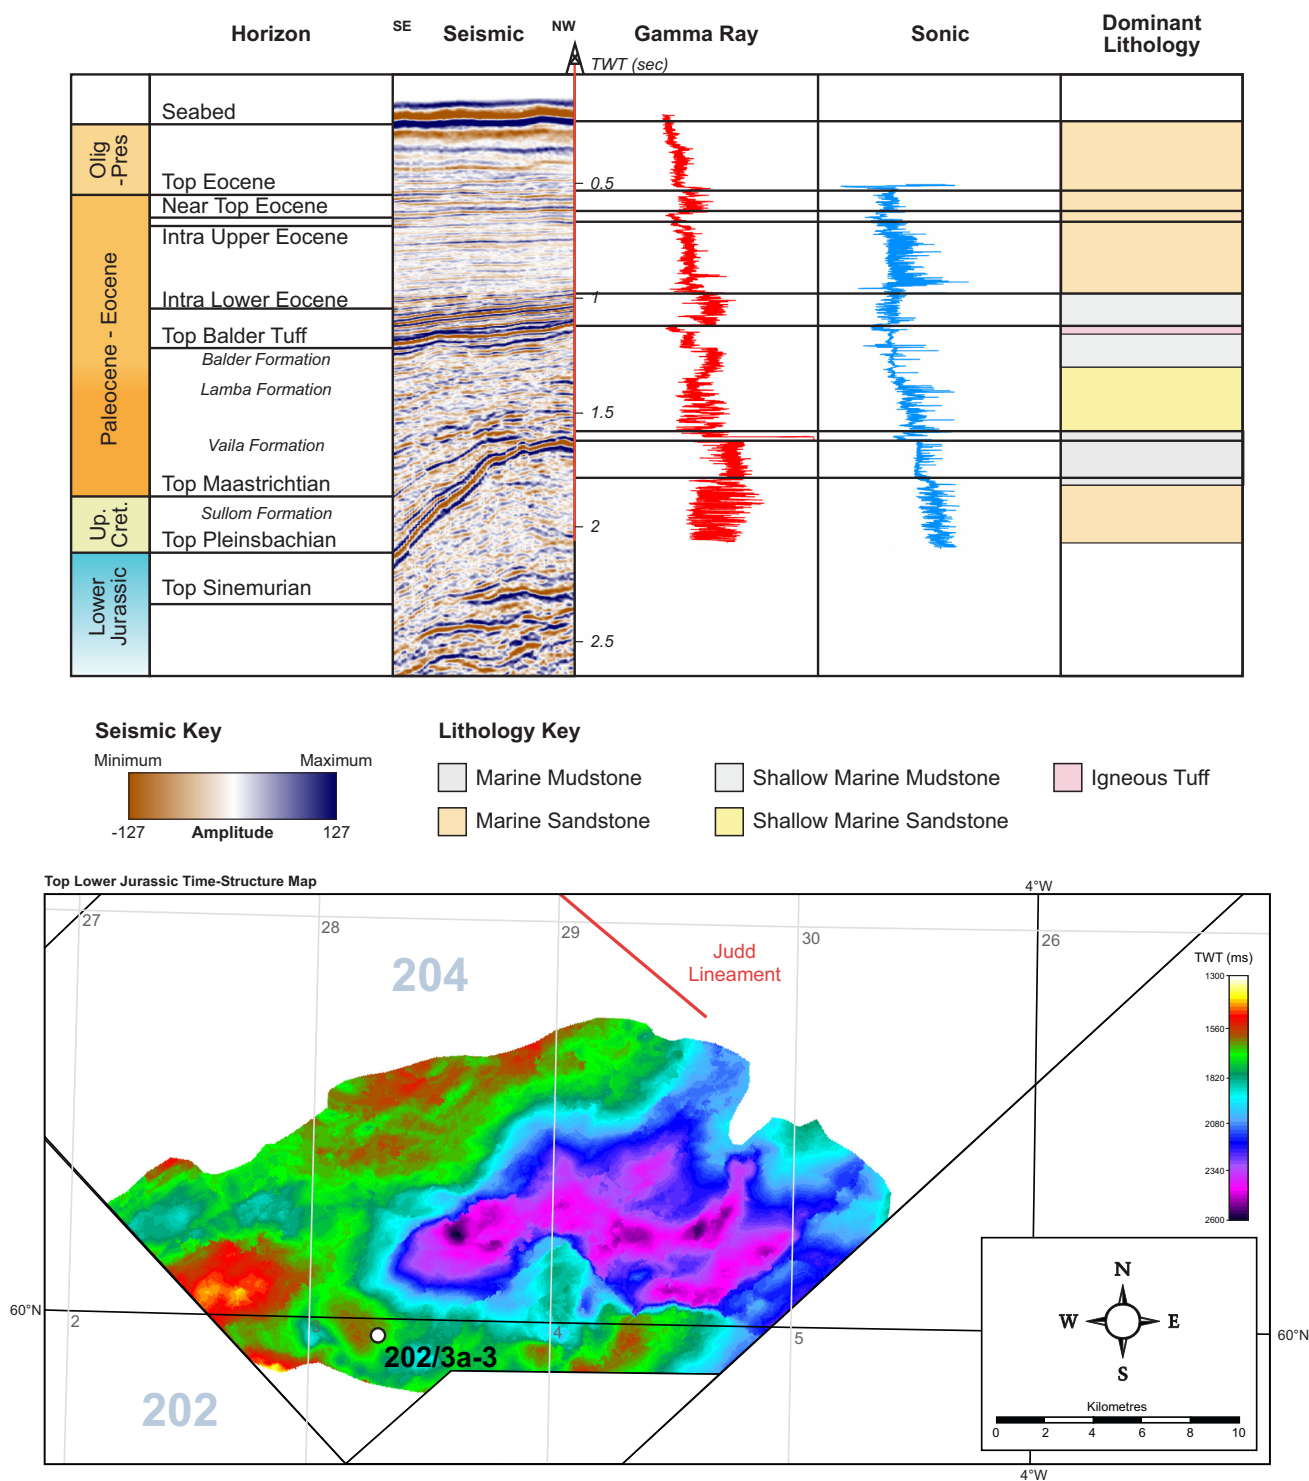 Horizon
SE
Seismic
NW
Gamma Ray
Sonic
Dominant
Lithology
TWT (sec)
Seabed
Olig
-Pres
Top Eocene
0.5
Near Top Eocene
Intra Upper Eocene
Paleocene - Eocene
Intra Lower Eocene
1
Top Balder Tuff
Balder Formation
Lamba Formation
1.5
Vaila Formation
Top Maastrichtian
Up.
Cret.
Sullom Formation
2
Top Pleinsbachian
Lower
Jurassic
Top Sinemurian
2.5
Seismic Key
Minimum
Maximum
-127
Amplitude
127
Lithology Key
Marine Mudstone
Shallow Marine Mudstone
Igneous Tuff
Marine Sandstone
Shallow Marine Sandstone
Top Lower Jurassic Time-Structure Map
4°W
27
28
29
30
26
204
Judd
Lineament
TWT (ms)
1300
1560
1820
2080
2340
2600
60°N
2
3
4
5
60°N
202/3a-3
202
N
W
E
S
Kilometres
0
2
4
6
8
10
4°W